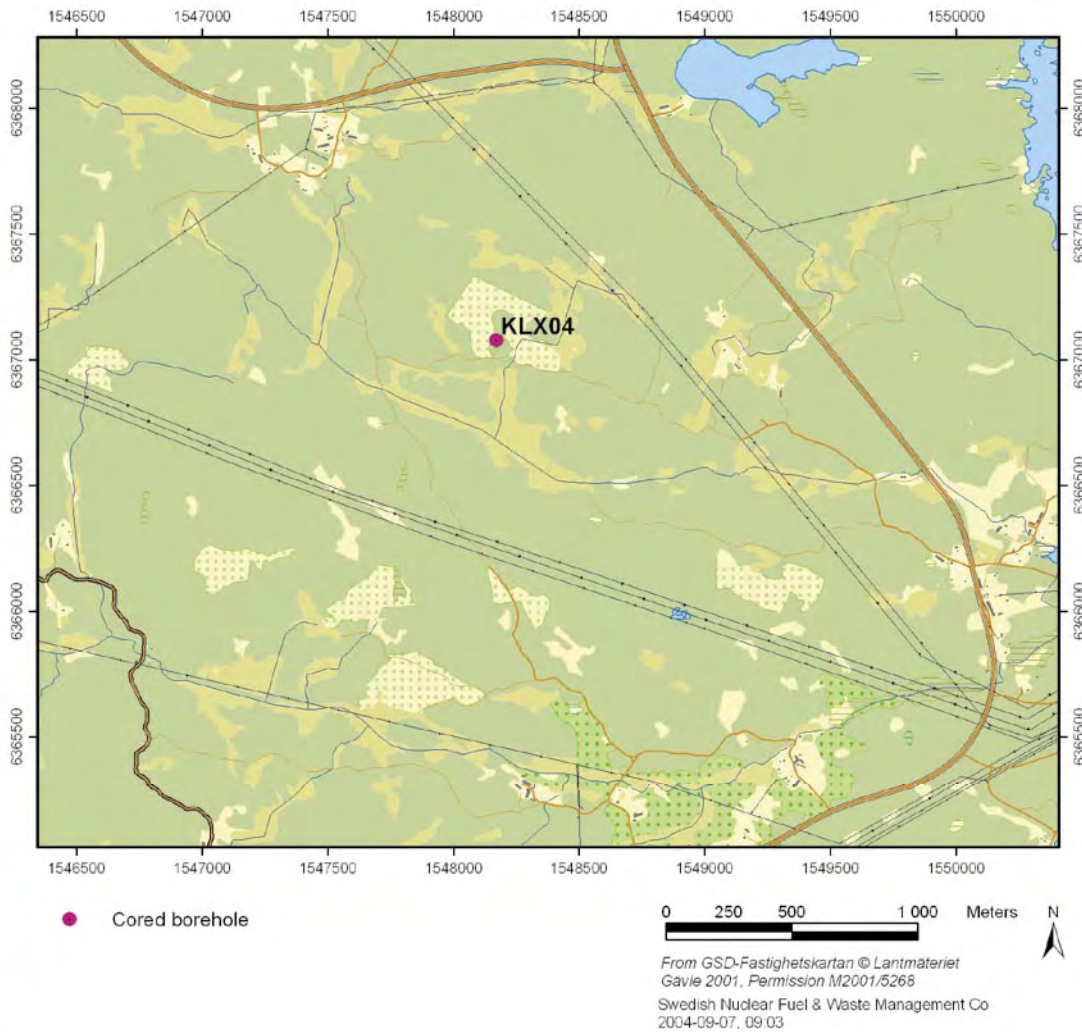 1546500 1547000 1547500 1548000 1548500 1549000 1549500 1550000
6368000 6368000
6367500 6367500
KLX04
6367000 6367000
6366500 6366500
6366000 6366000
6365500 6365500
1546500 1547000 1547500 1548000 1548500 1549000 1549500 1550000
Cored borehole
0 250 500 1 000 Meters N
From GSD-Fastighetskartan © Lantmäteriet
Gävle 2001, Permission M2001/5268
Swedish Nuclear Fuel & Waste Management Co
2004-09-07, 09:03